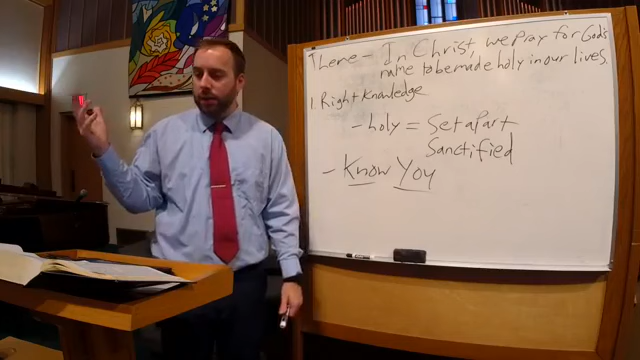 There - In Christ, we pray for God's
name to be made holy in our lives.
1. Right Knowledge
- holy = Set apart
Sanctified
- Know You